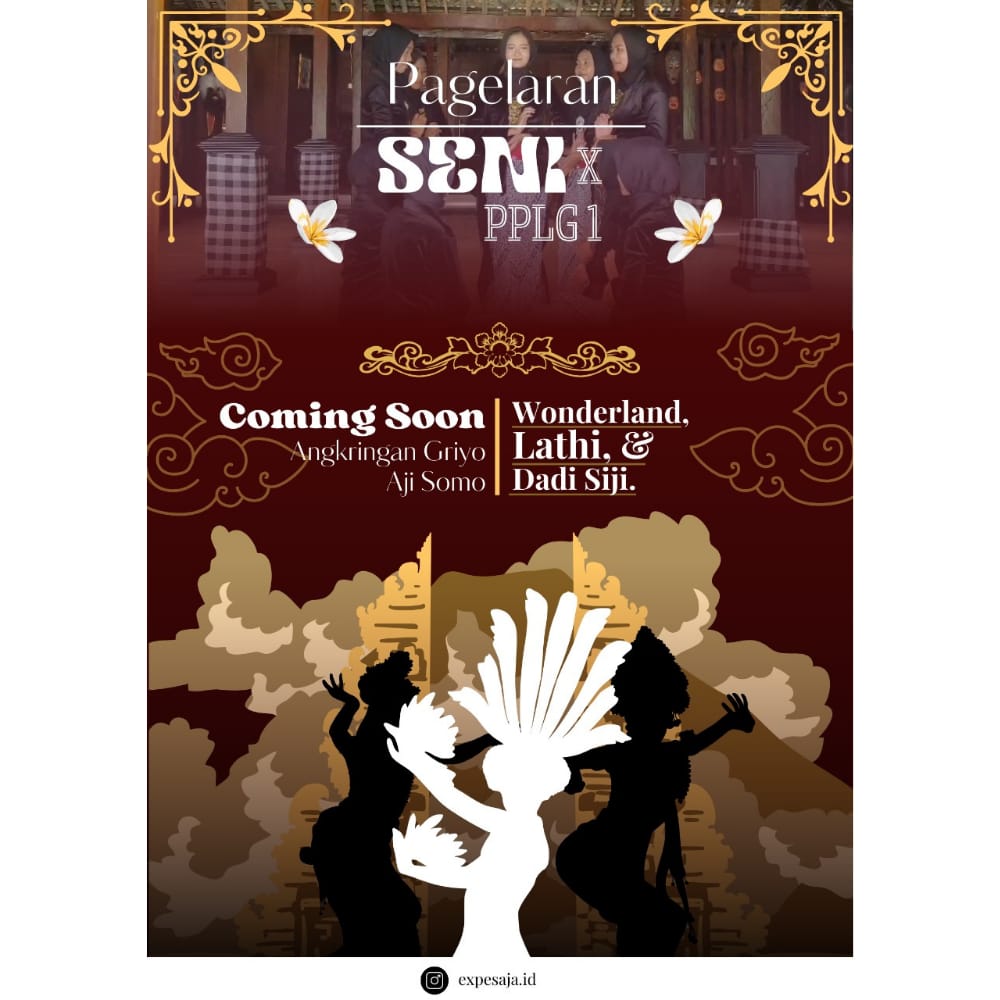 Pagelaran
SENI X
PPLG 1
Coming Soon
Angkringan Griyo
Aji Somo
Wonderland,
Lathi, &
Dadi Siji.
expesaja.id